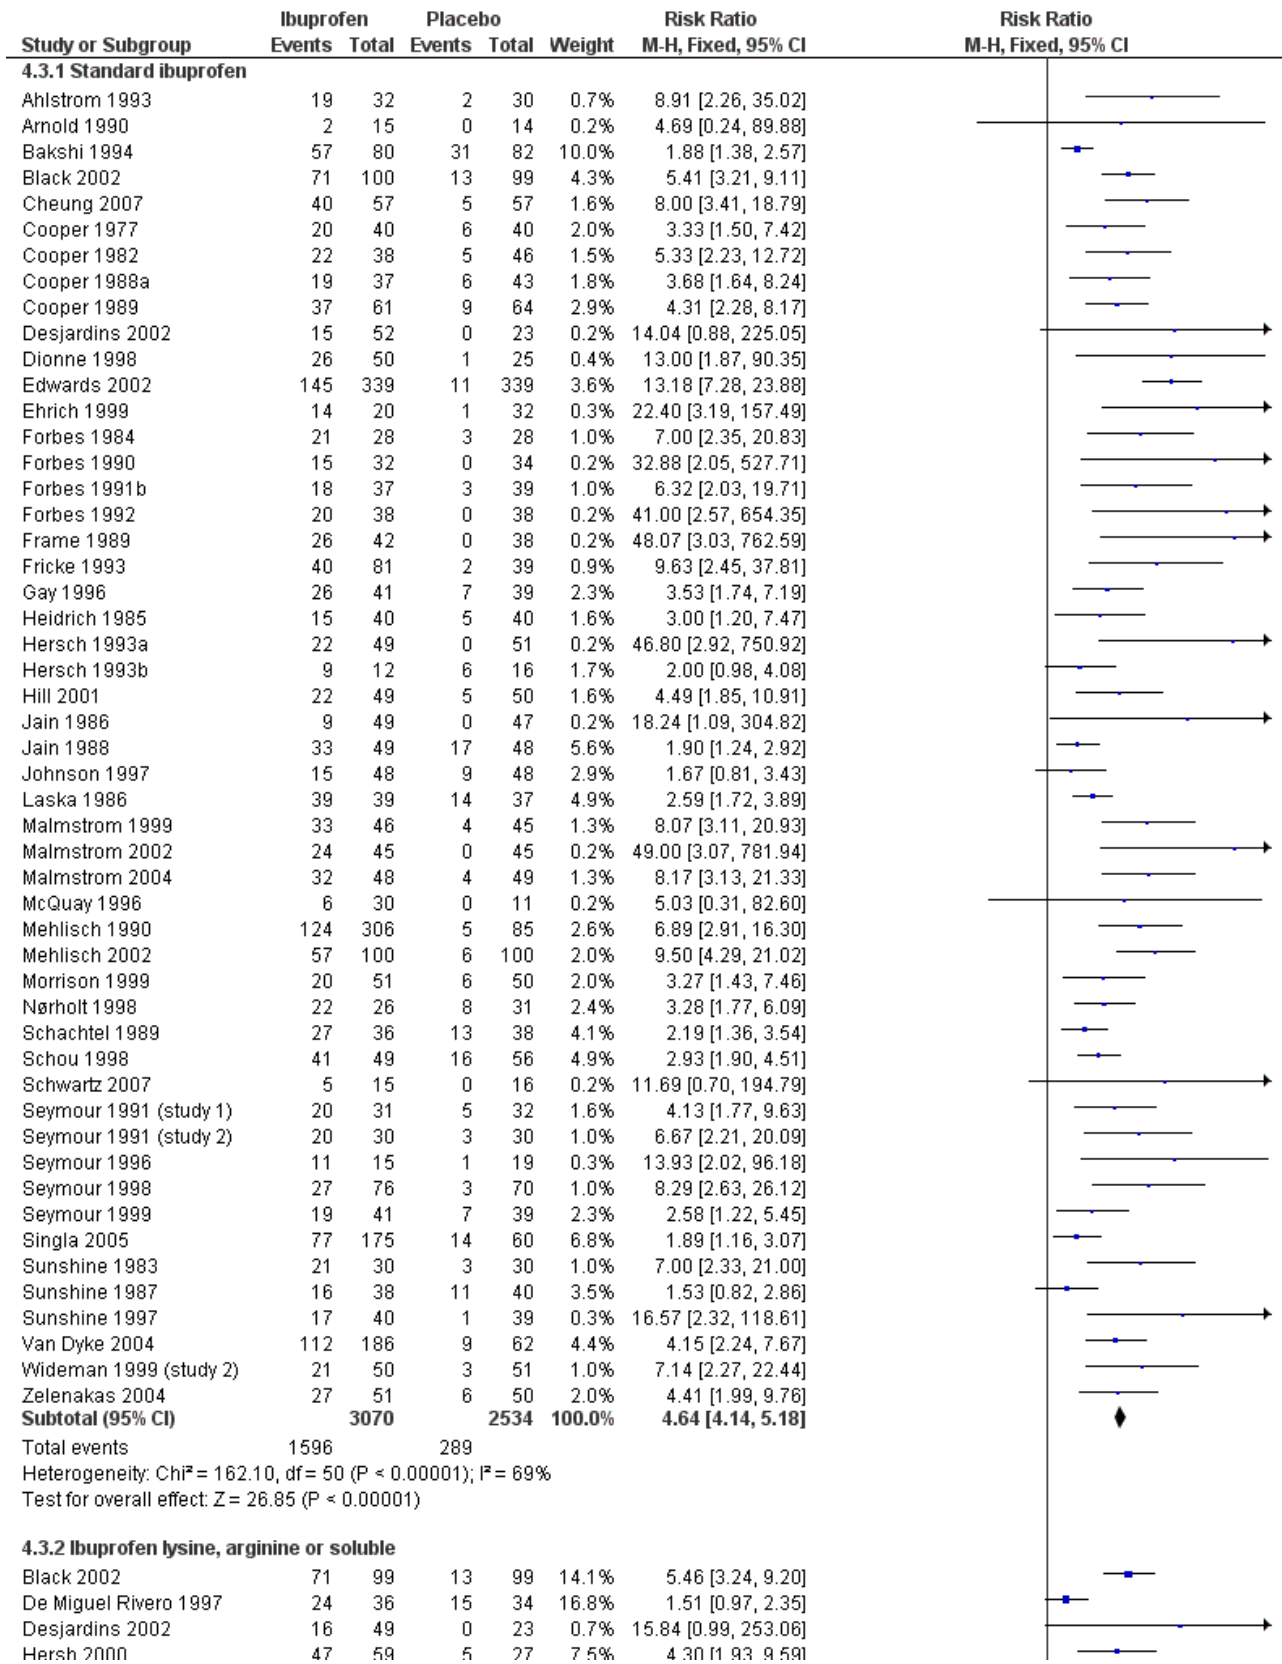 Ibuprofen Placebo Risk Ratio Risk Ratio
Study or Subgroup Events Total Events Total Weight M-H, Fixed, 95% CI M-H, Fixed, 95% CI
4.3.1 Standard ibuprofen
Ahlstrom 1993 19 32 2 30 0.7% 8.91 [2.26, 35.02]
Arnold 1990 2 15 0 14 0.2% 4.69 [0.24, 89.88]
Bakshi 1994 57 80 31 82 10.0% 1.88 [1.38, 2.57]
Black 2002 71 100 13 99 4.3% 5.41 [3.21, 9.11]
Cheung 2007 40 57 5 57 1.6% 8.00 [3.41, 18.79]
Cooper 1977 20 40 6 40 2.0% 3.33 [1.50, 7.42]
Cooper 1982 22 38 5 46 1.5% 5.33 [2.23, 12.72]
Cooper 1988a 19 37 6 43 1.8% 3.68 [1.64, 8.24]
Cooper 1989 37 61 9 64 2.9% 4.31 [2.28, 8.17]
Desjardins 2002 15 52 0 23 0.2% 14.04 [0.88, 225.05]
Dionne 1998 26 50 1 25 0.4% 13.00 [1.87, 90.35]
Edwards 2002 145 339 11 339 3.6% 13.18 [7.28, 23.88]
Ehrich 1999 14 20 1 32 0.3% 22.40 [3.19, 157.49]
Forbes 1984 21 28 3 28 1.0% 7.00 [2.35, 20.83]
Forbes 1990 15 32 0 34 0.2% 32.88 [2.05, 527.71]
Forbes 1991b 18 37 3 39 1.0% 6.32 [2.03, 19.71]
Forbes 1992 20 38 0 38 0.2% 41.00 [2.57, 654.35]
Frame 1989 26 42 0 38 0.2% 48.07 [3.03, 762.59]
Fricke 1993 40 81 2 39 0.9% 9.63 [2.45, 37.81]
Gay 1996 26 41 7 39 2.3% 3.53 [1.74, 7.19]
Heidrich 1985 15 40 5 40 1.6% 3.00 [1.20, 7.47]
Hersch 1993a 22 49 0 51 0.2% 46.80 [2.92, 750.92]
Hersch 1993b 9 12 6 16 1.7% 2.00 [0.98, 4.08]
Hill 2001 22 49 5 50 1.6% 4.49 [1.85, 10.91]
Jain 1986 9 49 0 47 0.2% 18.24 [1.09, 304.82]
Jain 1988 33 49 17 48 5.6% 1.90 [1.24, 2.92]
Johnson 1997 15 48 9 48 2.9% 1.67 [0.81, 3.43]
Laska 1986 39 39 14 37 4.9% 2.59 [1.72, 3.89]
Malmstrom 1999 33 46 4 45 1.3% 8.07 [3.11, 20.93]
Malmstrom 2002 24 45 0 45 0.2% 49.00 [3.07, 781.94]
Malmstrom 2004 32 48 4 49 1.3% 8.17 [3.13, 21.33]
McQuay 1996 6 30 0 11 0.2% 5.03 [0.31, 82.60]
Mehlisch 1990 124 306 5 85 2.6% 6.89 [2.91, 16.30]
Mehlisch 2002 57 100 6 100 2.0% 9.50 [4.29, 21.02]
Morrison 1999 20 51 6 50 2.0% 3.27 [1.43, 7.46]
Nørholt 1998 22 26 8 31 2.4% 3.28 [1.77, 6.09]
Schachtel 1989 27 36 13 38 4.1% 2.19 [1.36, 3.54]
Schou 1998 41 49 16 56 4.9% 2.93 [1.90, 4.51]
Schwartz 2007 5 15 0 16 0.2% 11.69 [0.70, 194.79]
Seymour 1991 (study 1) 20 31 5 32 1.6% 4.13 [1.77, 9.63]
Seymour 1991 (study 2) 20 30 3 30 1.0% 6.67 [2.21, 20.09]
Seymour 1996 11 15 1 19 0.3% 13.93 [2.02, 96.18]
Seymour 1998 27 76 3 70 1.0% 8.29 [2.63, 26.12]
Seymour 1999 19 41 7 39 2.3% 2.58 [1.22, 5.45]
Singla 2005 77 175 14 60 6.8% 1.89 [1.16, 3.07]
Sunshine 1983 21 30 3 30 1.0% 7.00 [2.33, 21.00]
Sunshine 1987 16 38 11 40 3.5% 1.53 [0.82, 2.86]
Sunshine 1997 17 40 1 39 0.3% 16.57 [2.32, 118.61]
Van Dyke 2004 112 186 9 62 4.4% 4.15 [2.24, 7.67]
Wideman 1999 (study 2) 21 50 3 51 1.0% 7.14 [2.27, 22.44]
Zelenakas 2004 27 51 6 50 2.0% 4.41 [1.99, 9.76]
Subtotal (95% CI) 3070 2534 100.0% 4.64 [4.14, 5.18]
Total events 1596 289
Heterogeneity: Chi² = 162.10, df = 50 (P < 0.00001); I² = 69%
Test for overall effect: Z = 26.85 (P < 0.00001)
4.3.2 Ibuprofen lysine, arginine or soluble
Black 2002 71 99 13 99 14.1% 5.46 [3.24, 9.20]
De Miguel Rivero 1997 24 36 15 34 16.8% 1.51 [0.97, 2.35]
Desjardins 2002 16 49 0 23 0.7% 15.84 [0.99, 253.06]
Hersh 2000 47 59 5 27 7.5% 4.30 [1.93, 9.59]